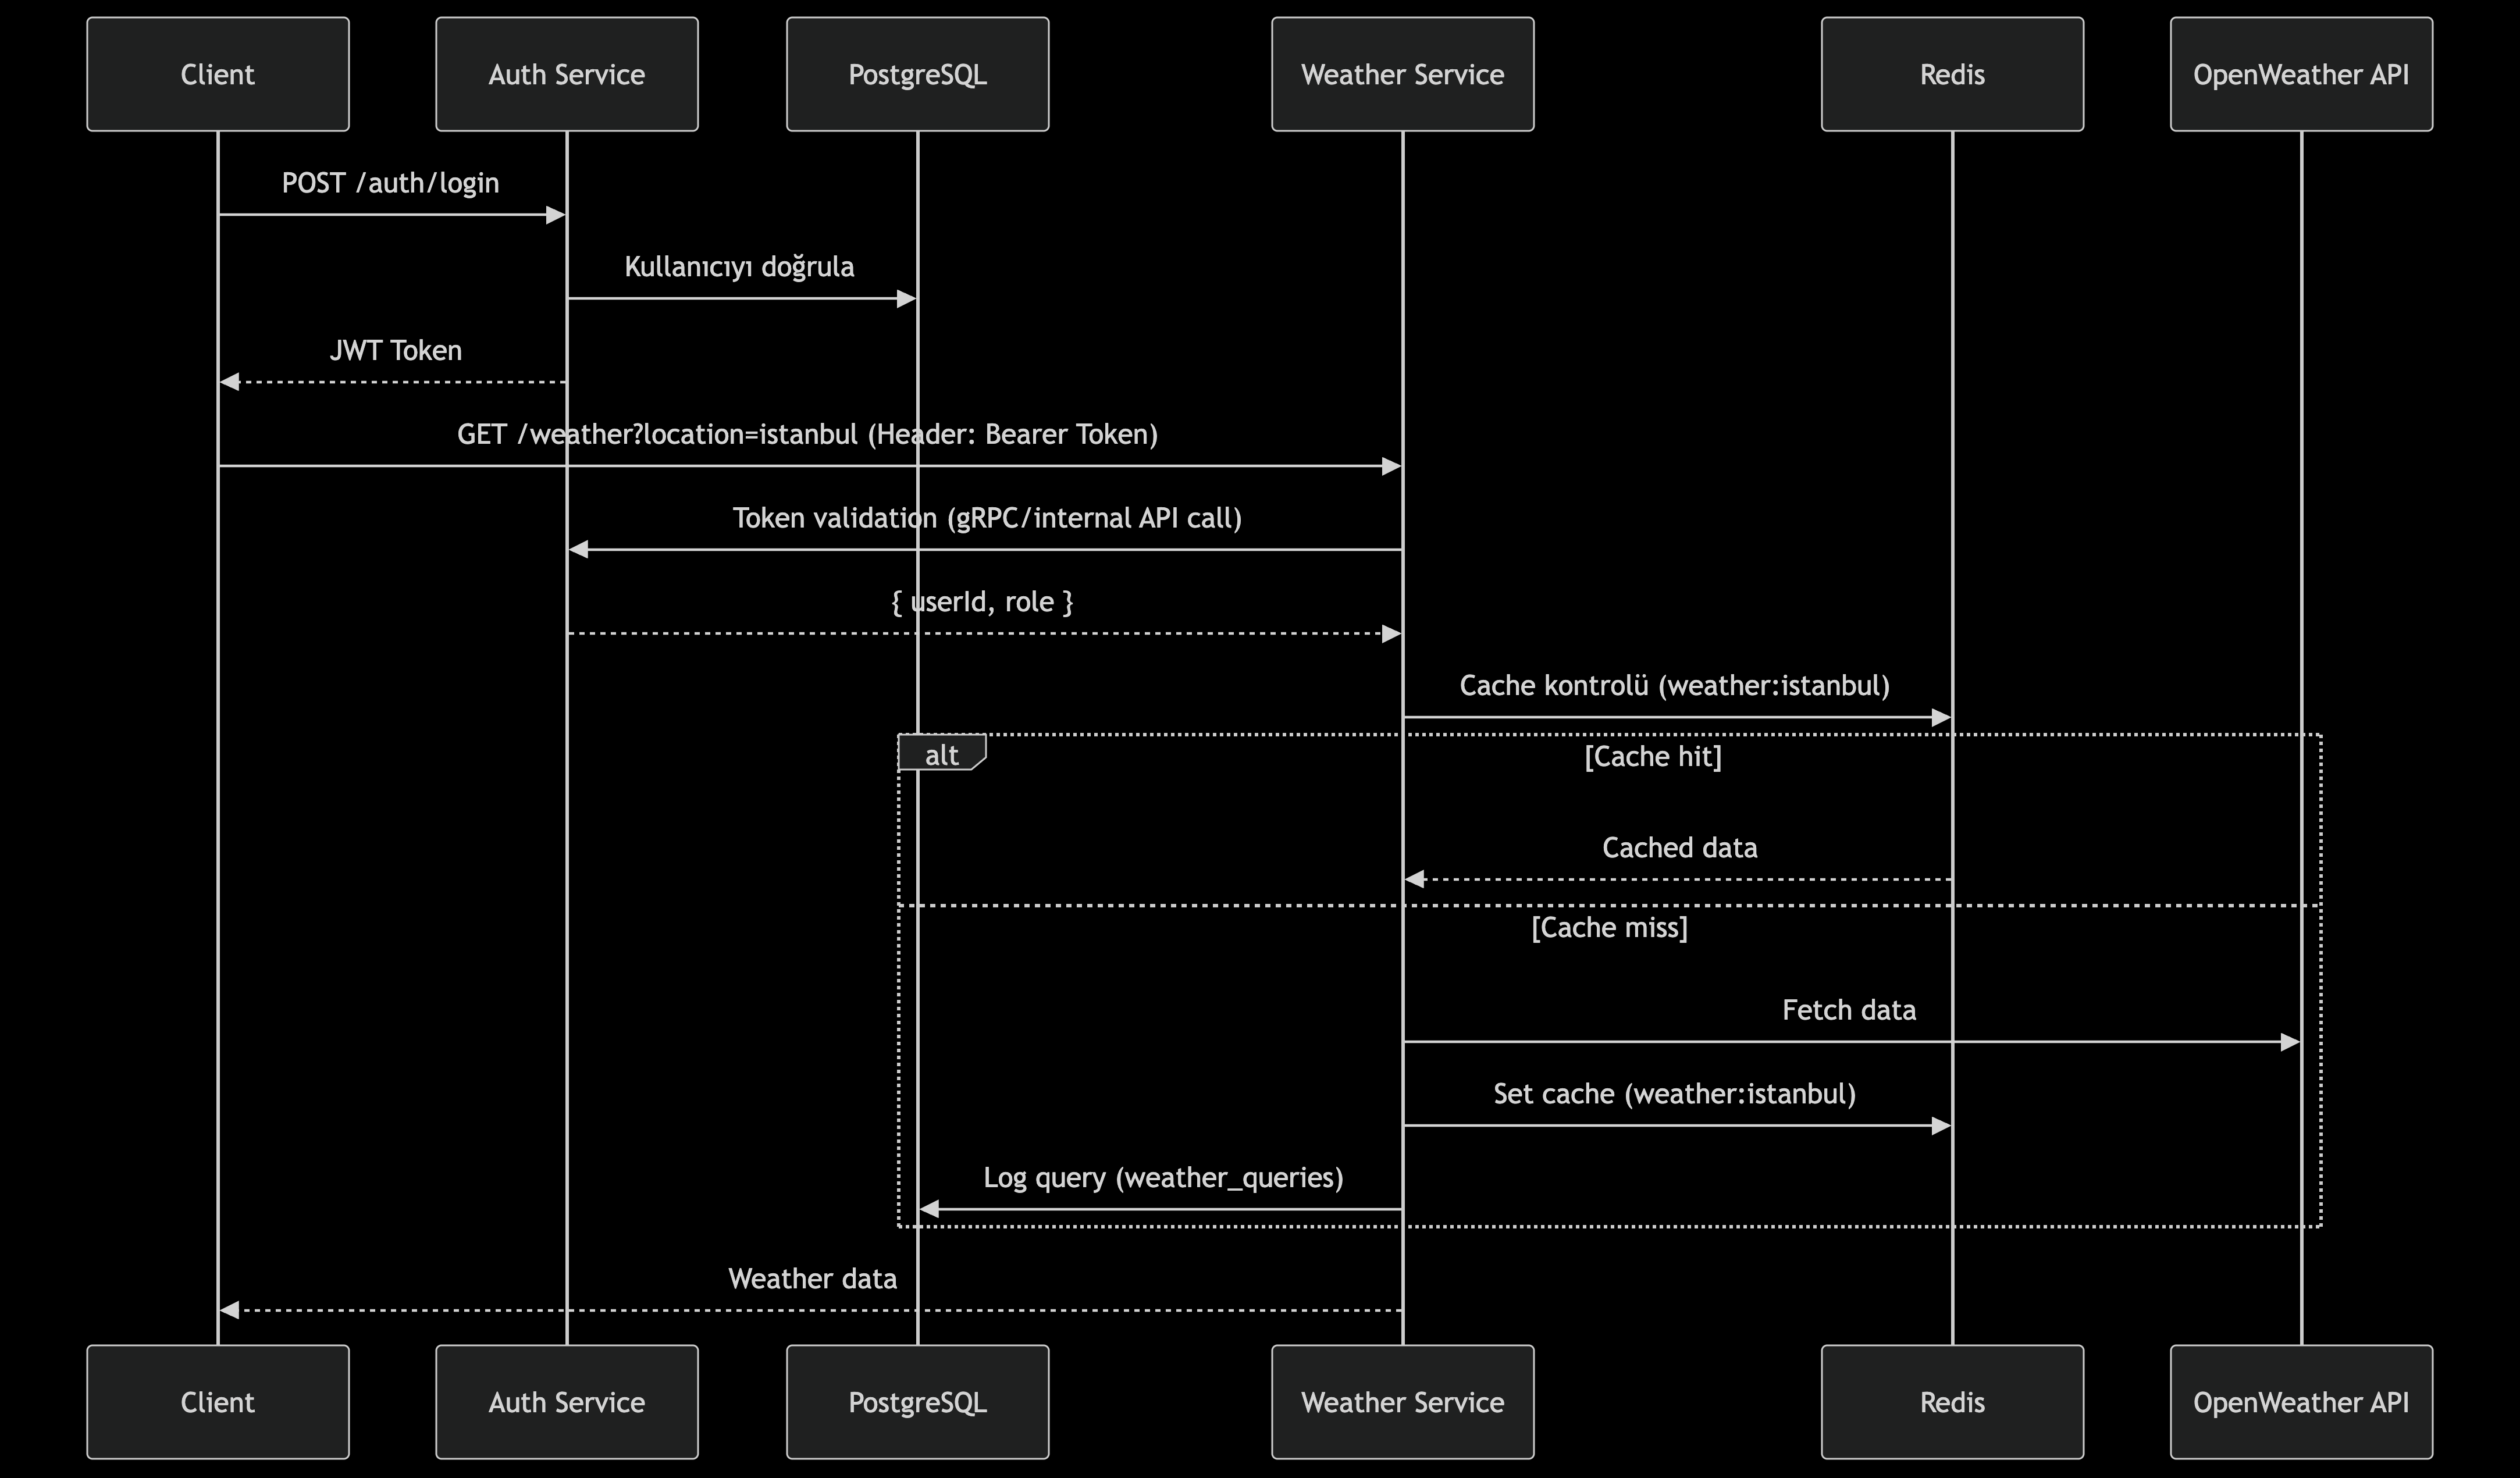 Client
Auth Service
PostgreSQL
Weather Service
Redis
OpenWeather API
POST /auth/login
Kullanıcıyı doğrula
JWT Token
GET /weather?location=istanbul (Header: Bearer Token)
Token validation (gRPC/internal API call)
{ userId, role }
Cache kontrolü (weather:istanbul)
alt
[Cache hit]
Cached data
[Cache miss]
Fetch data
Set cache (weather:istanbul)
Log query (weather_queries)
Weather data
Client
Auth Service
PostgreSQL
Weather Service
Redis
OpenWeather API